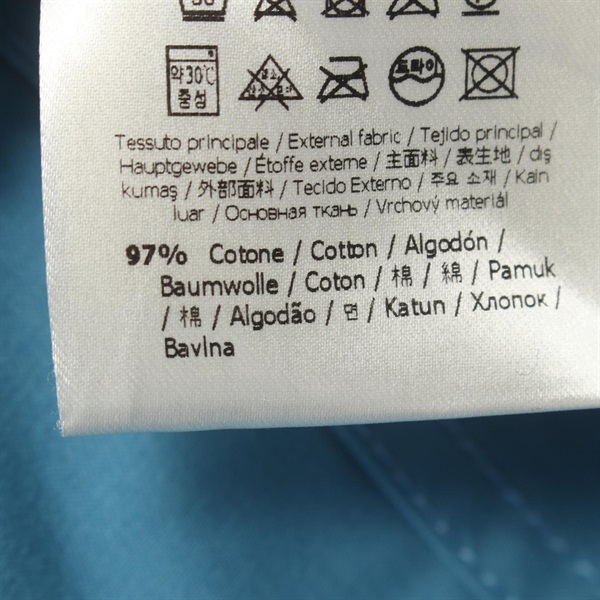 약30℃
중성
드라이
Tessuto principale / External fabric / Tejido principal /
Hauptgewebe / Étoffe externe / 主面料 / 表生地 / dış
kumaş / 外部面料 / Tecido Externo / 주요 소재 / Kain
luar / Основная ткань / Vrchový materiál
97% Cotone / Cotton / Algodón /
Baumwolle / Coton / 棉 / 綿 / Pamuk
/ 棉 / Algodão / 면 / Katun / Хлопок /
Bavlna